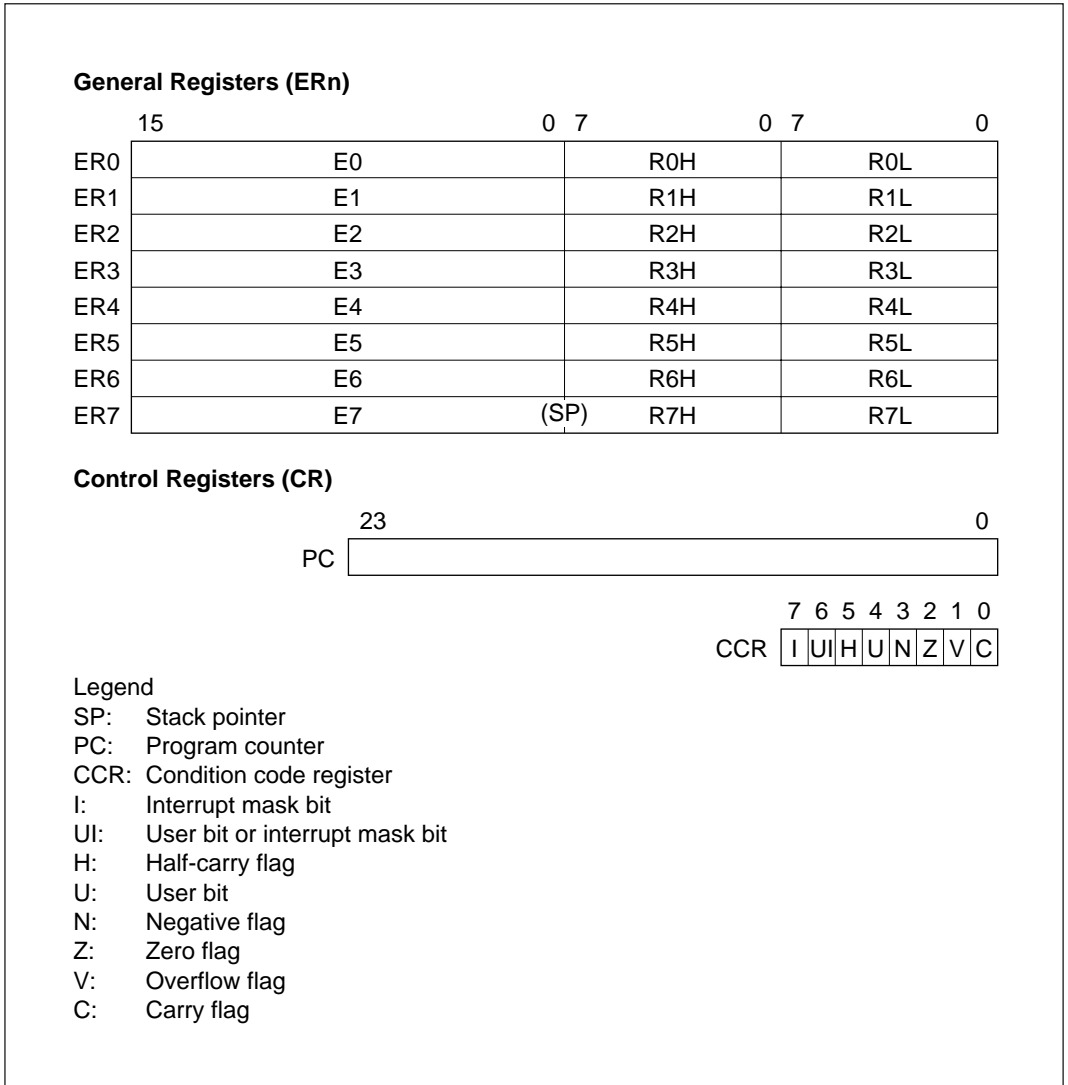 General Registers (ERn)
15 0 7 0 7 0
ER0 E0 R0H R0L
ER1 E1 R1H R1L
ER2 E2 R2H R2L
ER3 E3 R3H R3L
ER4 E4 R4H R4L
ER5 E5 R5H R5L
ER6 E6 R6H R6L
ER7 E7 (SP) R7H R7L
Control Registers (CR)
23 0
PC
7 6 5 4 3 2 1 0
CCR I UI H U N Z V C
Legend
SP: Stack pointer
PC: Program counter
CCR: Condition code register
I: Interrupt mask bit
UI: User bit or interrupt mask bit
H: Half-carry flag
U: User bit
N: Negative flag
Z: Zero flag
V: Overflow flag
C: Carry flag